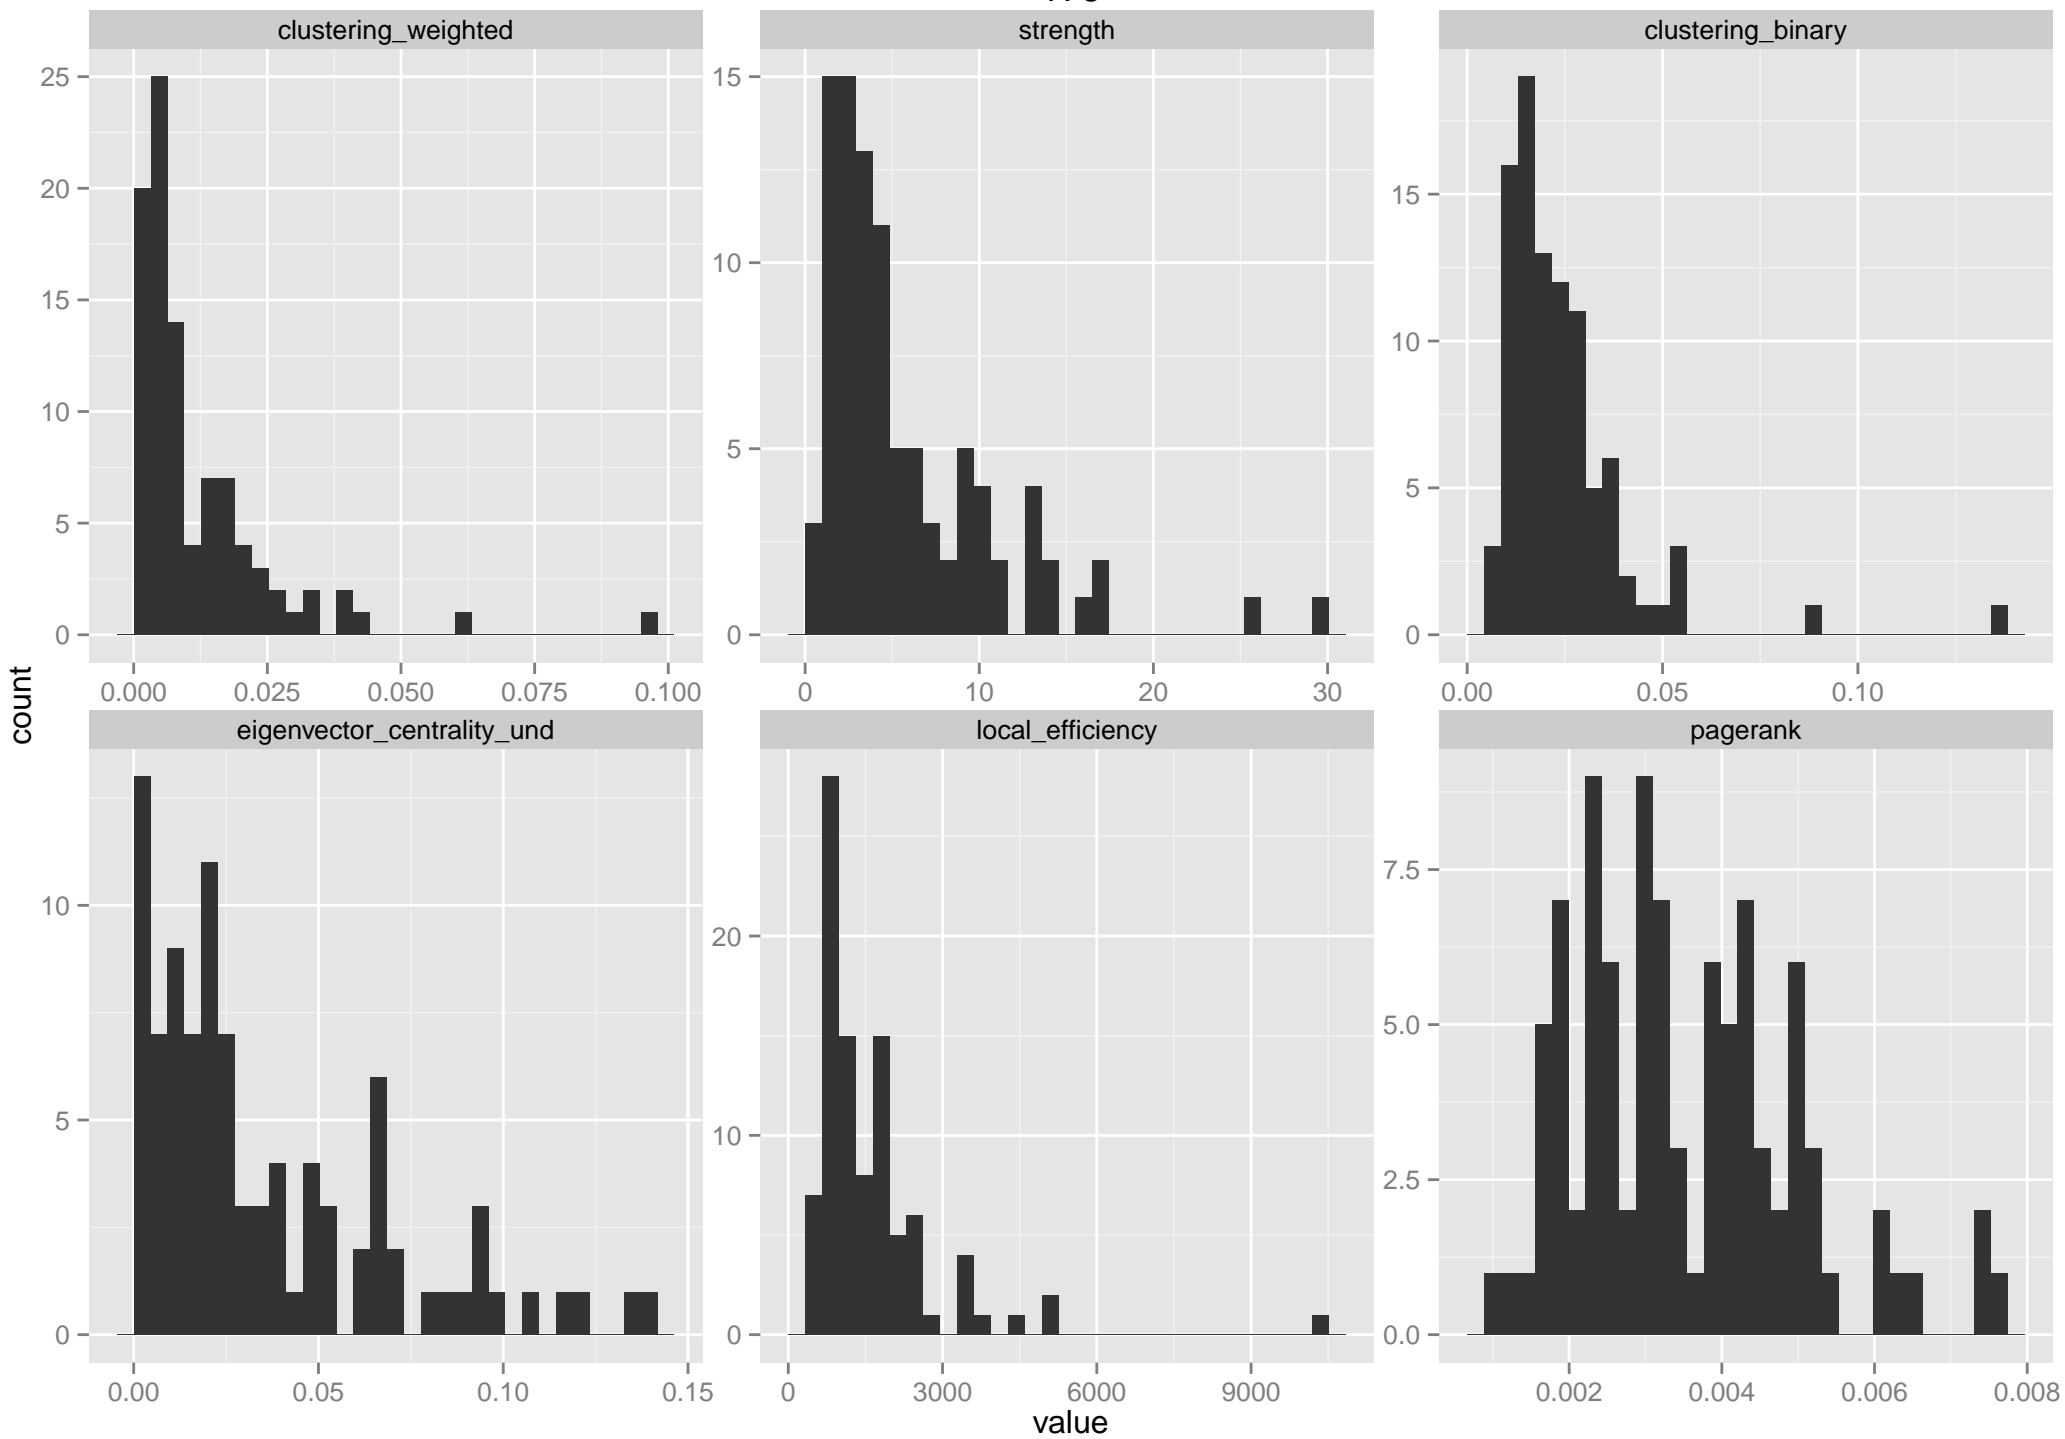 clustering_weighted
strength
clustering_binary
25
20
15
10
5
0
15
10
5
0
15
10
5
0
0.000 0.025 0.050 0.075 0.100
0 10 20 30
0.00 0.05 0.10
count
eigenvector_centrality_und
local_efficiency
pagerank
10
5
0
20
10
0
7.5
5.0
2.5
0.0
0.00 0.05 0.10 0.15
0 3000 6000 9000
0.002 0.004 0.006 0.008
value